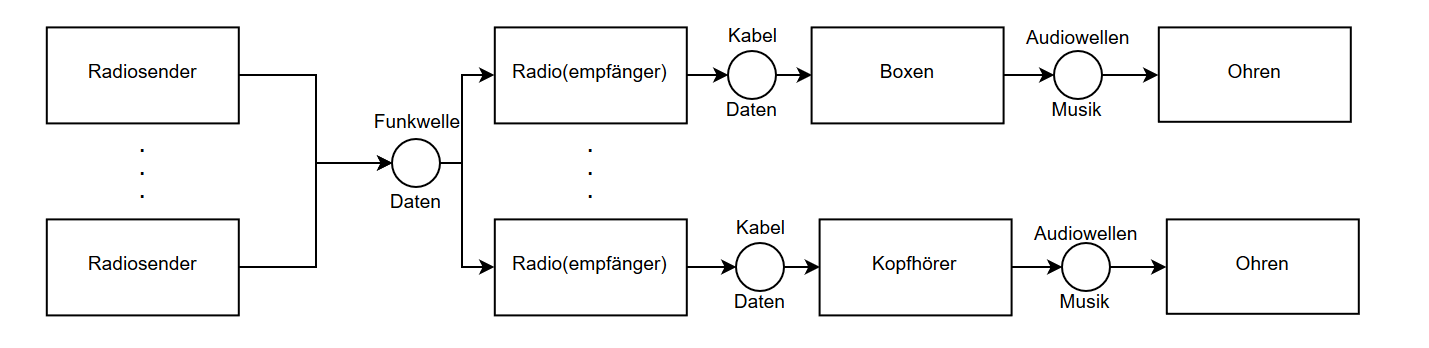 Radiosender
Funkwelle
Daten
Radiosender
Radio(empfänger)
Kabel
Daten
Boxen
Audiowellen
Musik
Ohren
.
.
.
.
.
.
Radio(empfänger)
Kabel
Daten
Kopfhörer
Audiowellen
Musik
Ohren